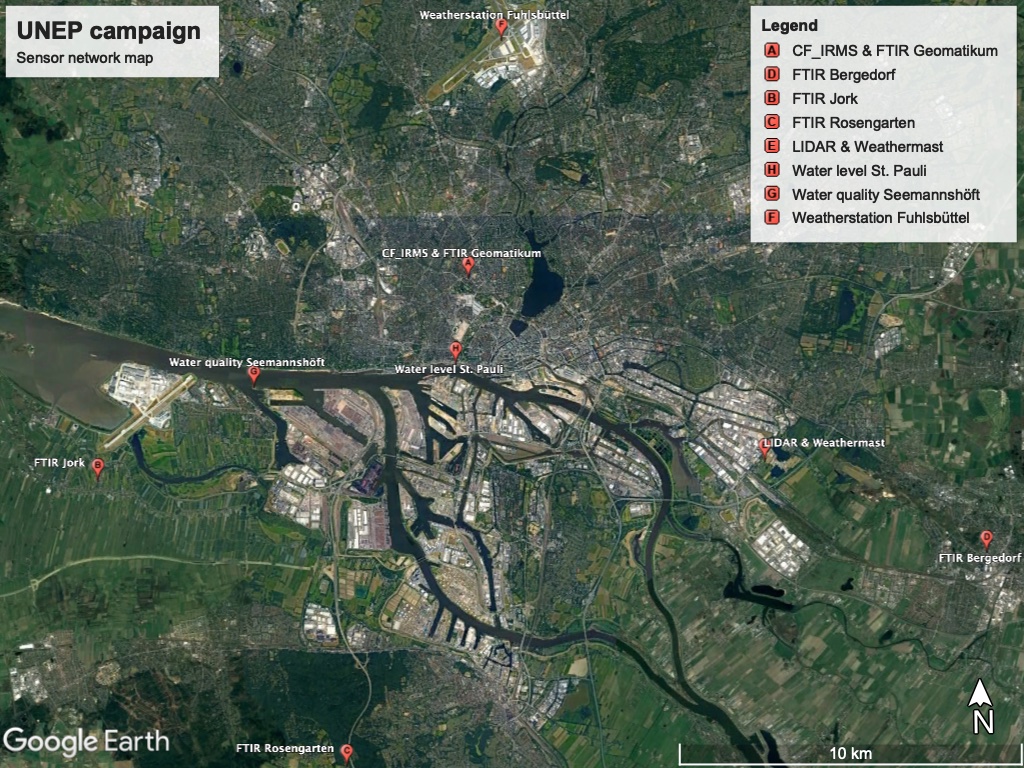 UNEP campaign
Sensor network map
Weatherstation Fuhlsbüttel
F
Legend
A CF_IRMS & FTIR Geomatikum
D FTIR Bergedorf
B FTIR Jork
C FTIR Rosengarten
E LIDAR & Weathermast
H Water level St. Pauli
G Water quality Seemannshöft
F Weatherstation Fuhlsbüttel
CF_IRMS & FTIR Geomatikum
A
H
Water level St. Pauli
Water quality Seemannshöft
G
LIDAR & Weathermast
FTIR Jork
B
D
FTIR Bergedorf
N
Google Earth
FTIR Rosengarten
C
10 km